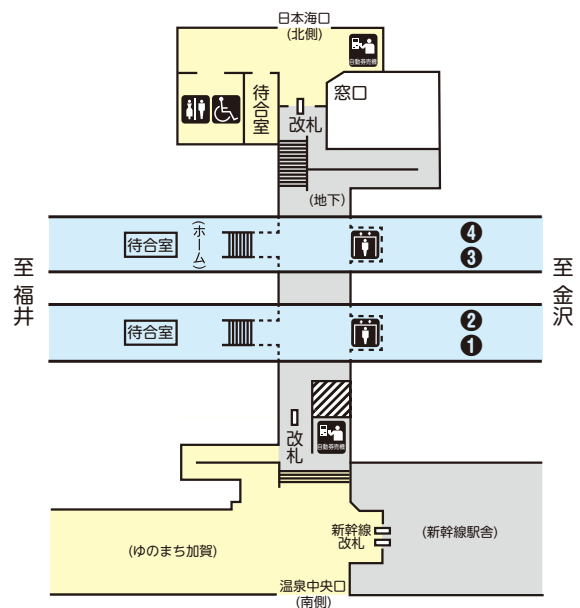 日本海口
(北側)
自動券売機
待合室
窓口
改札
(地下)
待合室
(ホーム)
4
3
至 福井
至 金沢
待合室
2
1
改札
自動券売機
新幹線
改札
(新幹線駅舎)
(ゆのまち加賀)
温泉中央口
(南側)